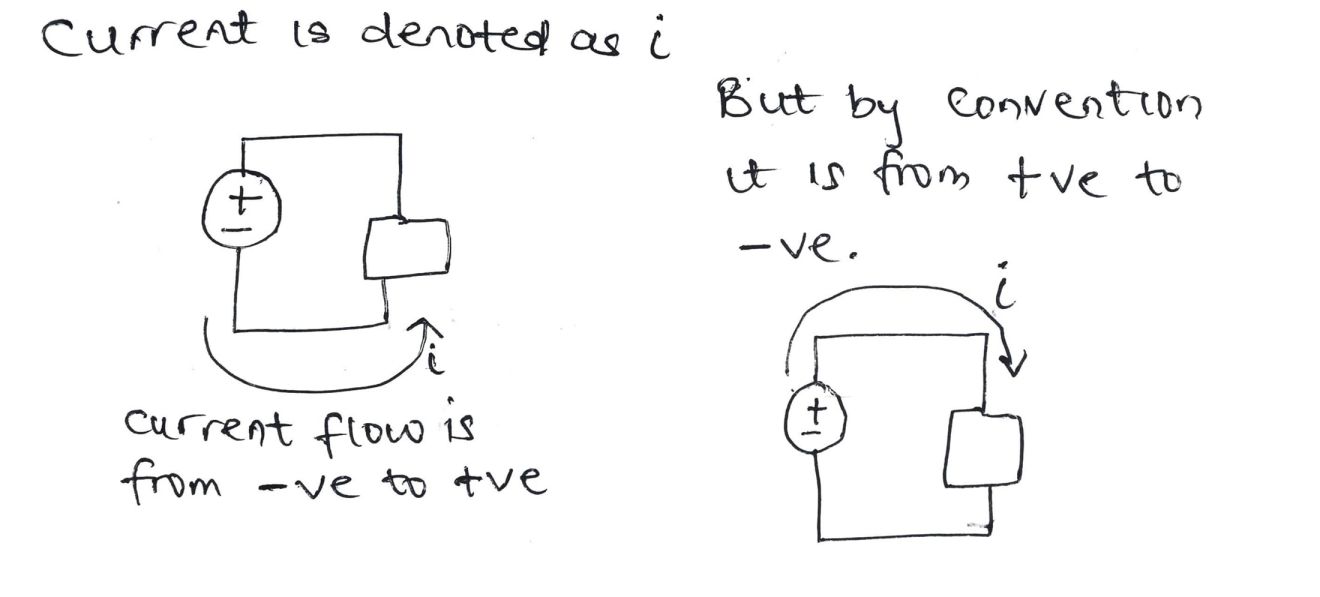 Current is denoted as i
But by convention
it is from +ve to
-ve.
+
-
i
current flow is
from -ve to +ve
i
+
-